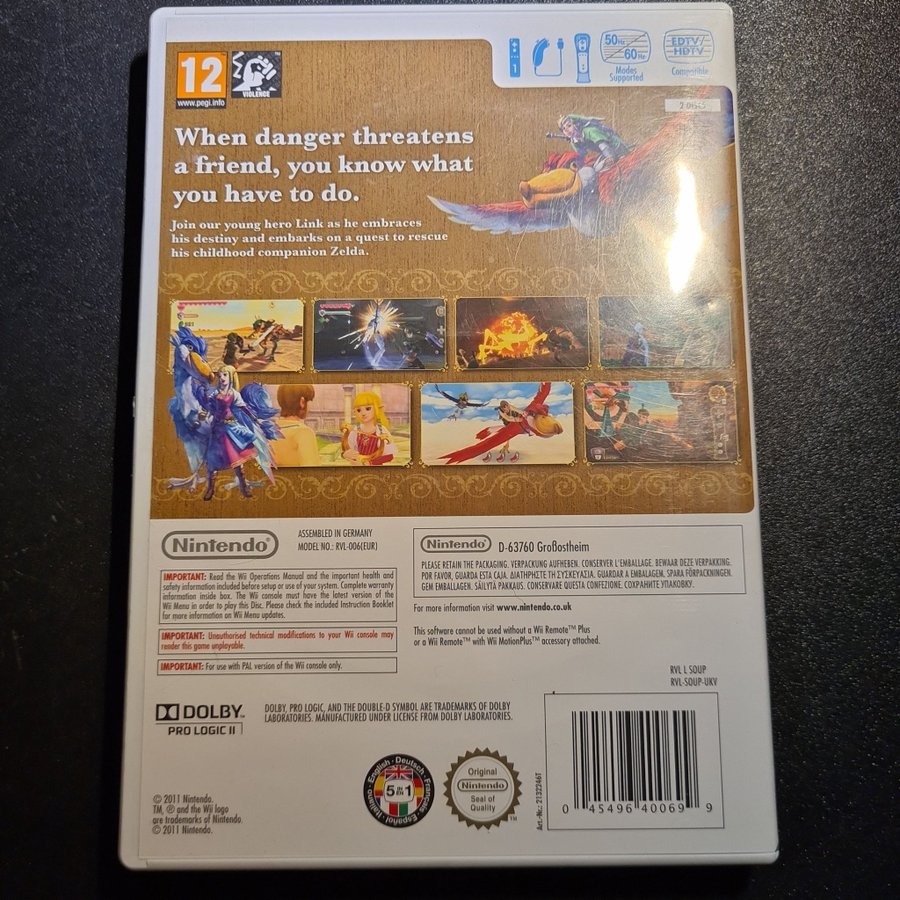 12
www.pegi.info
VIOLENCE
1
50Hz
60Hz
Modes
Supported
EDTV/
HDTV
Compatible
2 DISCS
When danger threatens
a friend, you know what
you have to do.
Join our young hero Link as he embraces
his destiny and embarks on a quest to rescue
his childhood companion Zelda.
Nintendo®
ASSEMBLED IN GERMANY
MODEL NO.: RVL-006(EUR)
IMPORTANT: Read the Wii Operations Manual and the important health and
safety information included before setup or use of your system. Complete warranty
information inside box. The Wii console must have the latest version of the
Wii Menu in order to play this Disc. Please check the included Instruction Booklet
for more information on Wii Menu updates.
IMPORTANT: Unauthorised technical modifications to your Wii console may
render this game unplayable.
IMPORTANT: For use with PAL version of the Wii console only.
Nintendo® D-63760 Großostheim
PLEASE RETAIN THE PACKAGING. VERPACKUNG AUFHEBEN. CONSERVER L'EMBALLAGE. BEWAAR DEZE VERPAKKING.
POR FAVOR, GUARDA ESTA CAJA. ΔΙΑΤΗΡΗΣΤΕ ΤΗ ΣΥΣΚΕΥΑΣΙΑ. GUARDAR A EMBALAGEM. SPARA FÖRPACKNINGEN.
GEM EMBALLAGEN. SÄILYTÄ PAKKAUS. CONSERVARE QUESTA CONFEZIONE. СОХРАНИТЕ УПАКОВКУ.
For more information visit www.nintendo.co.uk
This software cannot be used without a Wii Remote™ Plus
or a Wii Remote™ with Wii MotionPlus™ accessory attached.
RVL L SOUP
RVL-SOUP-UKV
DOLBY™
PRO LOGIC II
DOLBY, PRO LOGIC, AND THE DOUBLE-D SYMBOL ARE TRADEMARKS OF DOLBY
LABORATORIES. MANUFACTURED UNDER LICENSE FROM DOLBY LABORATORIES.
© 2011 Nintendo.
TM, ® and the Wii logo
are trademarks of Nintendo.
© 2011 Nintendo.
English · Deutsch · Français · Español · Italiano
5 IN 1
Original
Nintendo
Seal of
Quality
™
Art.-Nr.: 2132346T
0 45496 40069 9